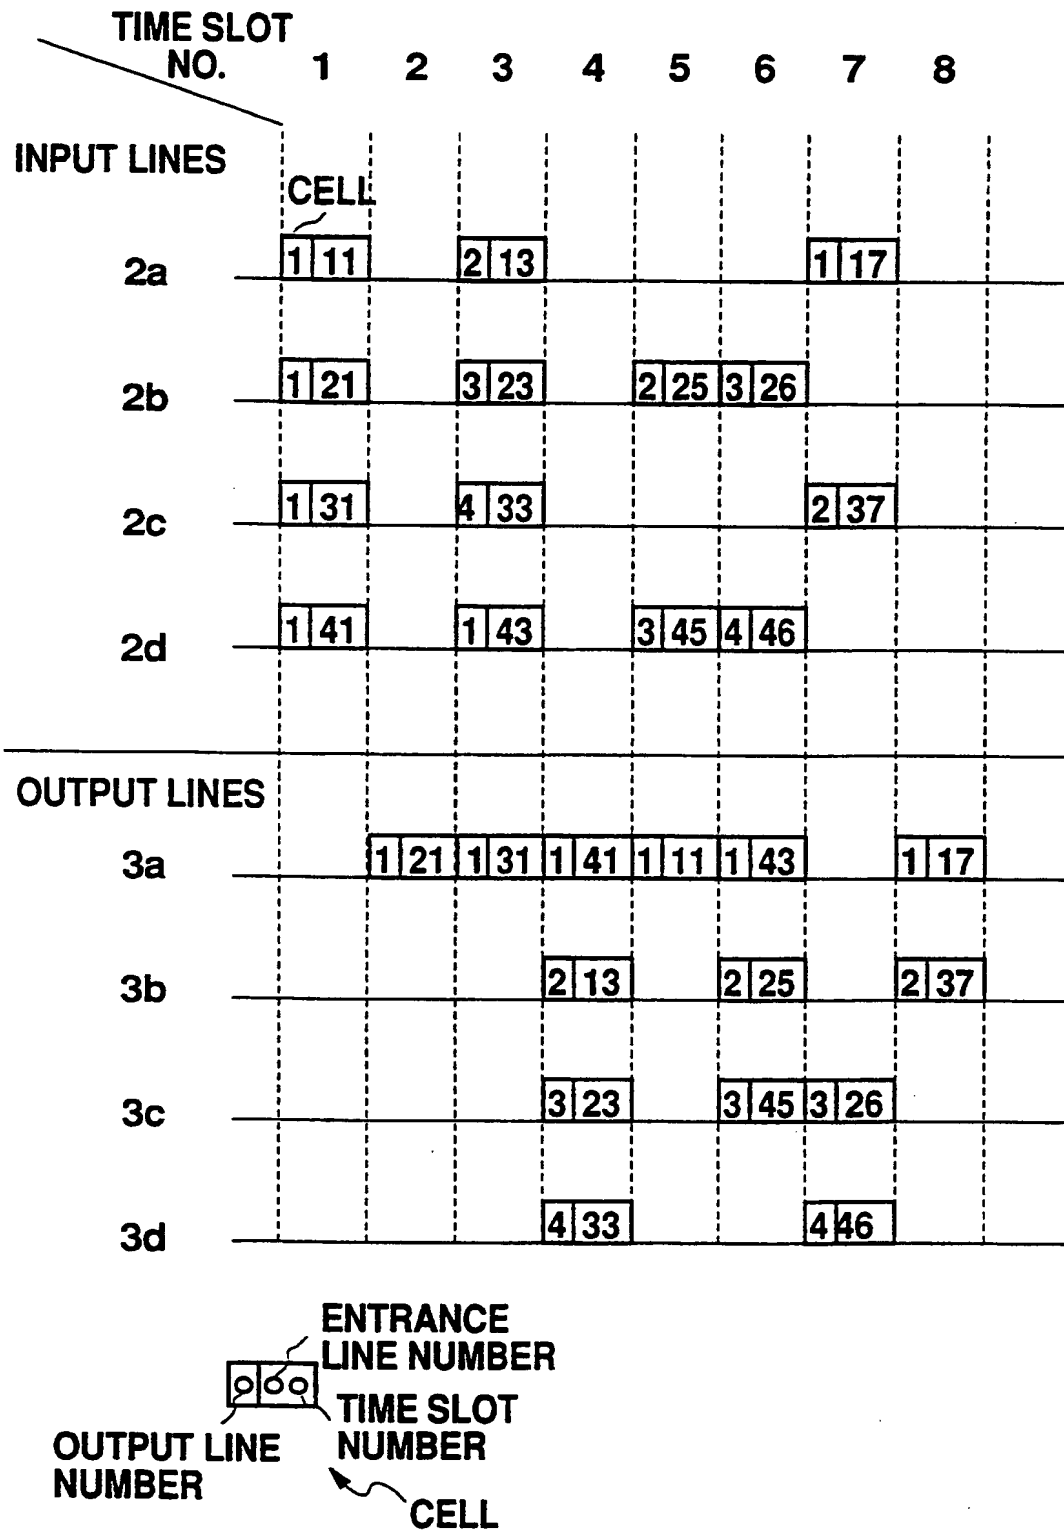 TIME SLOT
NO. 1 2 3 4 5 6 7 8
INPUT LINES
CELL
2a 1 11 2 13 1 17
2b 1 21 3 23 2 25 3 26
2c 1 31 4 33 2 37
2d 1 41 1 43 3 45 4 46
OUTPUT LINES
3a 1 21 1 31 1 41 1 11 1 43 1 17
3b 2 13 2 25 2 37
3c 3 23 3 45 3 26
3d 4 33 4 46
ENTRANCE
LINE NUMBER
TIME SLOT
NUMBER
OUTPUT LINE
NUMBER
CELL